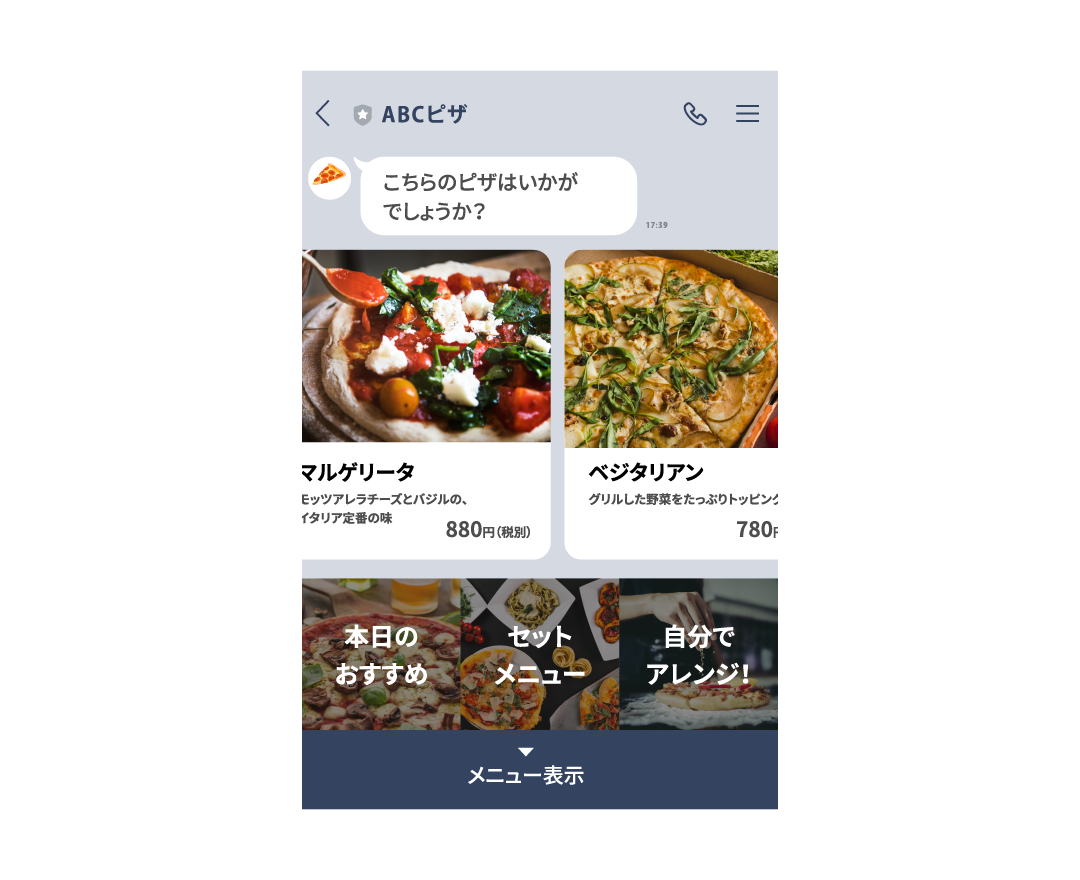 ABCピザ
こちらのピザはいかが
でしょうか？
17:39
マルゲリータ
モッツアレラチーズとバジルの、
イタリア定番の味
880円（税別）
ベジタリアン
グリルした野菜をたっぷりトッピング
780円
本日の
おすすめ
セット
メニュー
自分で
アレンジ！
メニュー表示